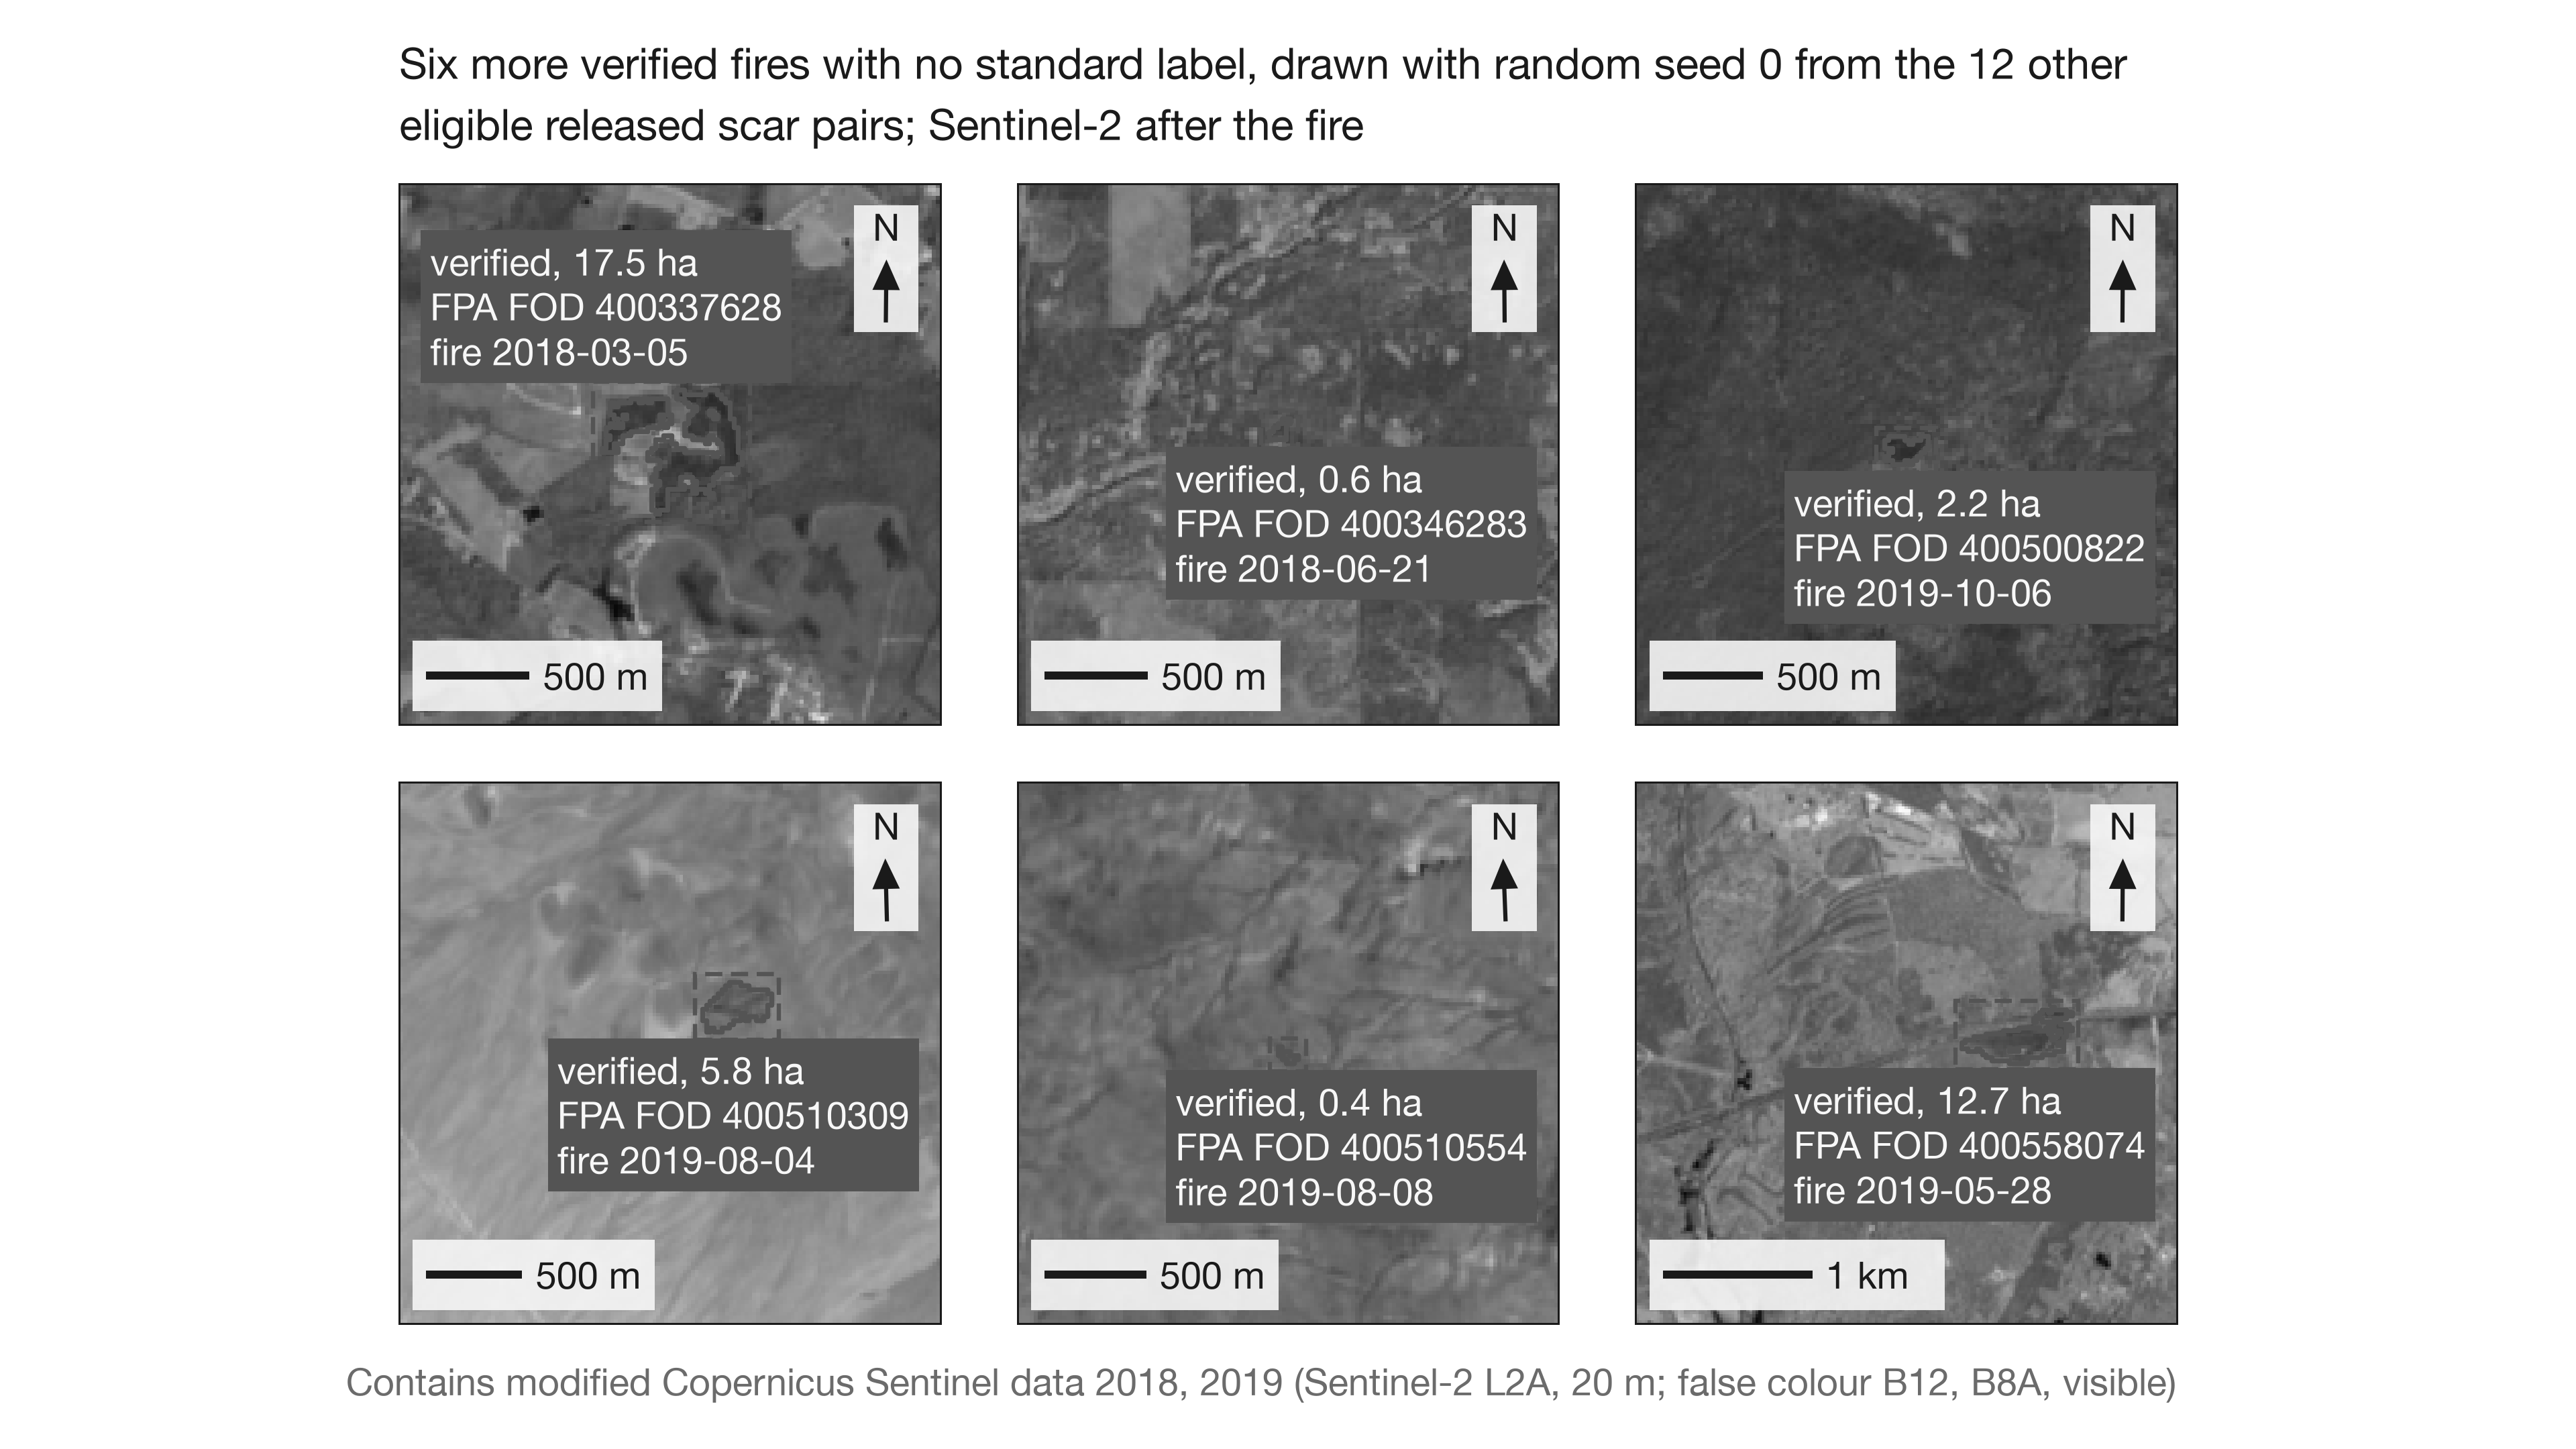 Six more verified fires with no standard label, drawn with random seed 0 from the 12 other
eligible released scar pairs; Sentinel-2 after the fire
N
verified, 17.5 ha
FPA FOD 400337628
fire 2018-03-05
500 m
N
verified, 0.6 ha
FPA FOD 400346283
fire 2018-06-21
500 m
N
verified, 2.2 ha
FPA FOD 400500822
fire 2019-10-06
500 m
N
verified, 5.8 ha
FPA FOD 400510309
fire 2019-08-04
500 m
N
verified, 0.4 ha
FPA FOD 400510554
fire 2019-08-08
500 m
N
verified, 12.7 ha
FPA FOD 400558074
fire 2019-05-28
1 km
Contains modified Copernicus Sentinel data 2018, 2019 (Sentinel-2 L2A, 20 m; false colour B12, B8A, visible)